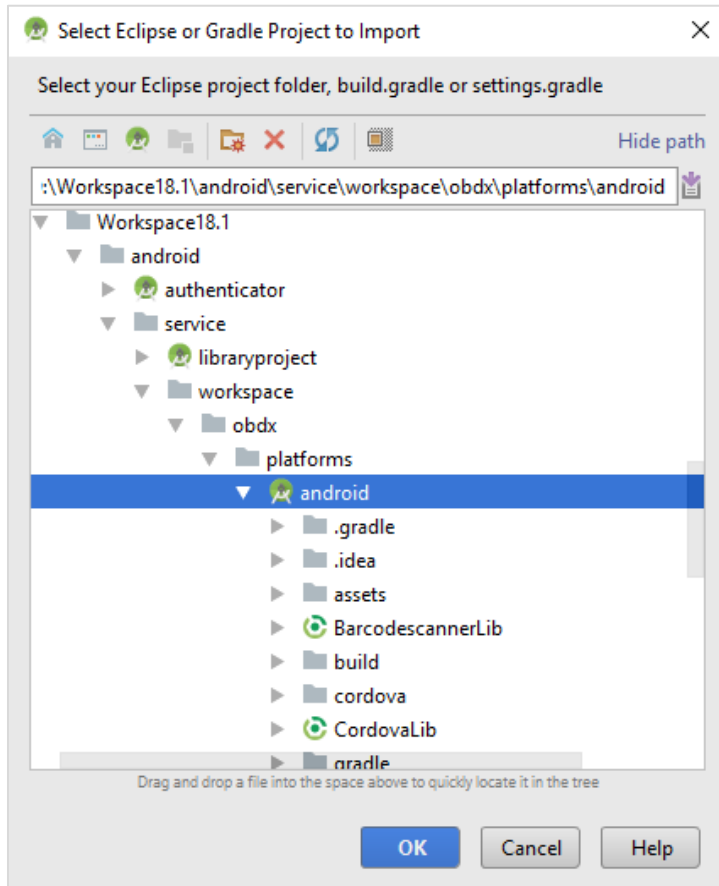 Select Eclipse or Gradle Project to Import
Select your Eclipse project folder, build.gradle or settings.gradle
Hide path
:\Workspace18.1\android\service\workspace\obdx\platforms\android
Workspace18.1
android
authenticator
service
libraryproject
workspace
obdx
platforms
android
.gradle
.idea
assets
BarcodescannerLib
build
cordova
CordovaLib
gradle
Drag and drop a file into the space above to quickly locate it in the tree
OK Cancel Help